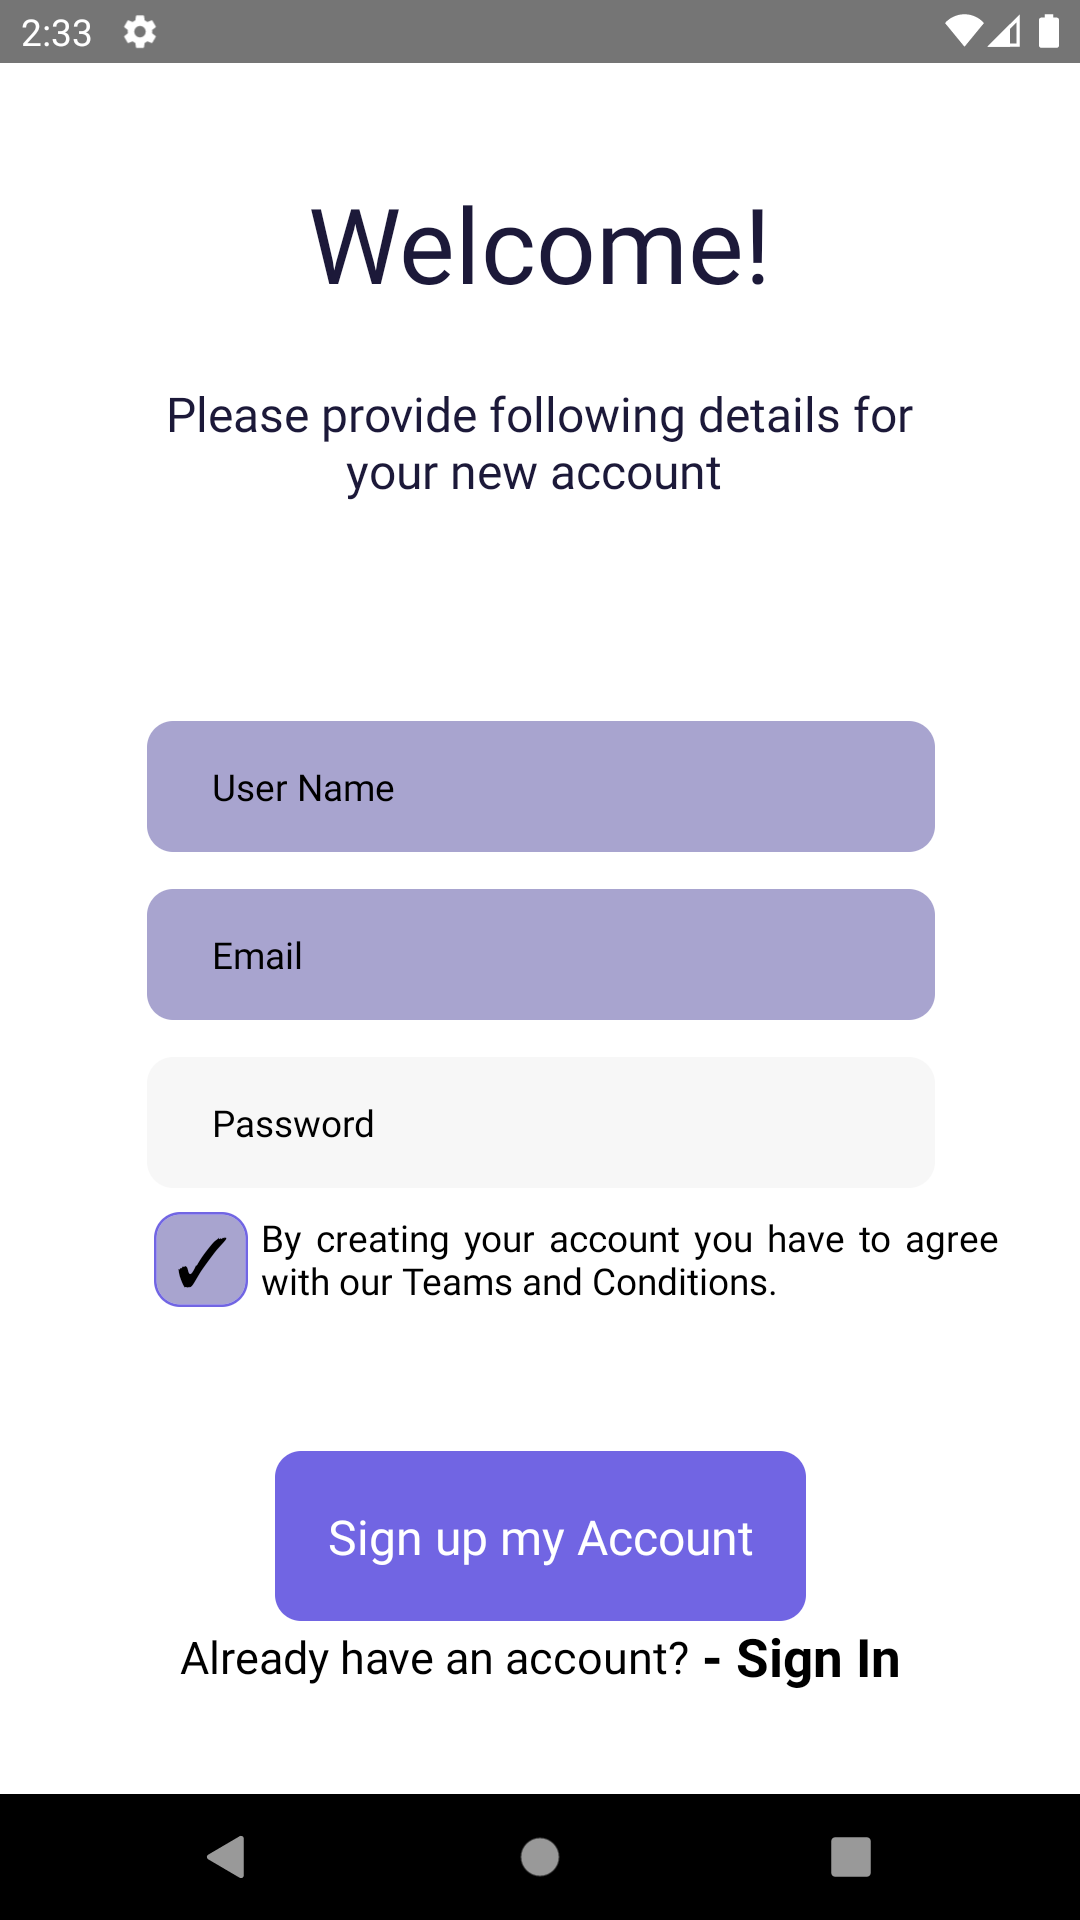 2:33
Welcome!
Please provide following details for
your new account
User Name
Email
Password
✓ By creating your account you have to agree
with our Teams and Conditions.
Sign up my Account
Already have an account? - Sign In